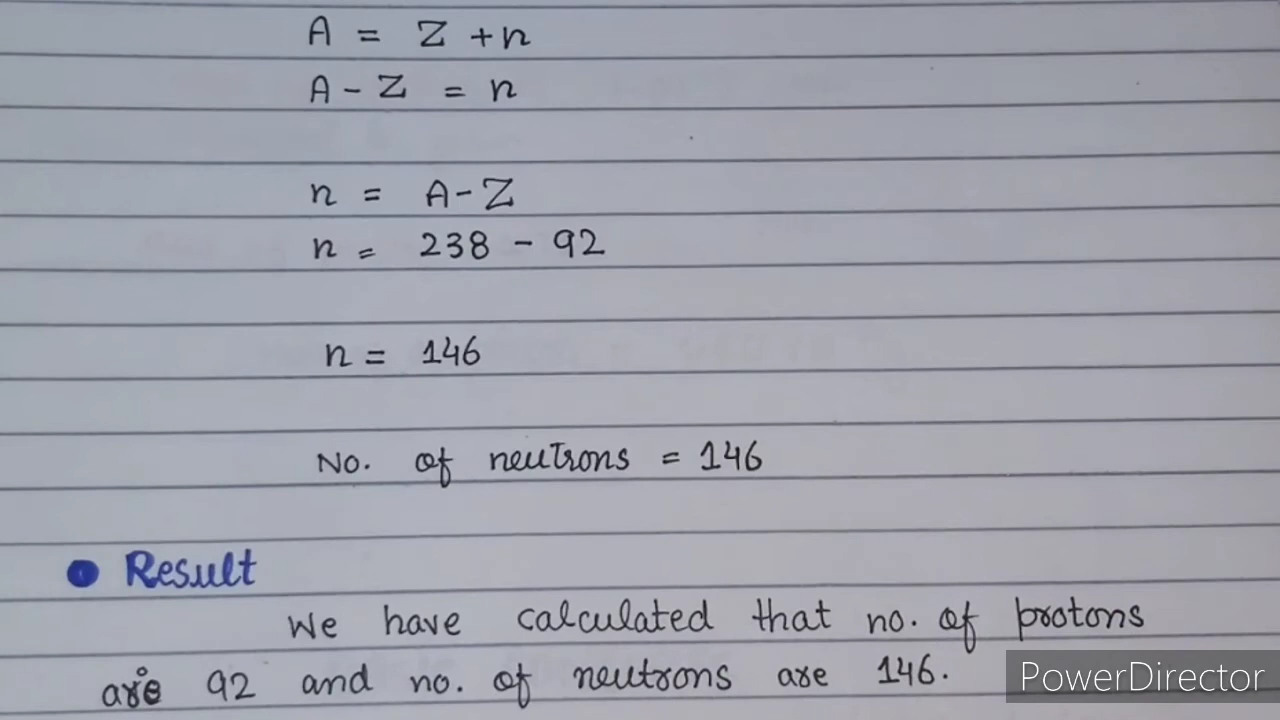 A = Z + n
A - Z = n
n = A - Z
n = 238 - 92
n = 146
No. of neutrons = 146
• Result
We have calculated that no. of protons
are 92 and no. of neutrons are 146.
PowerDirector